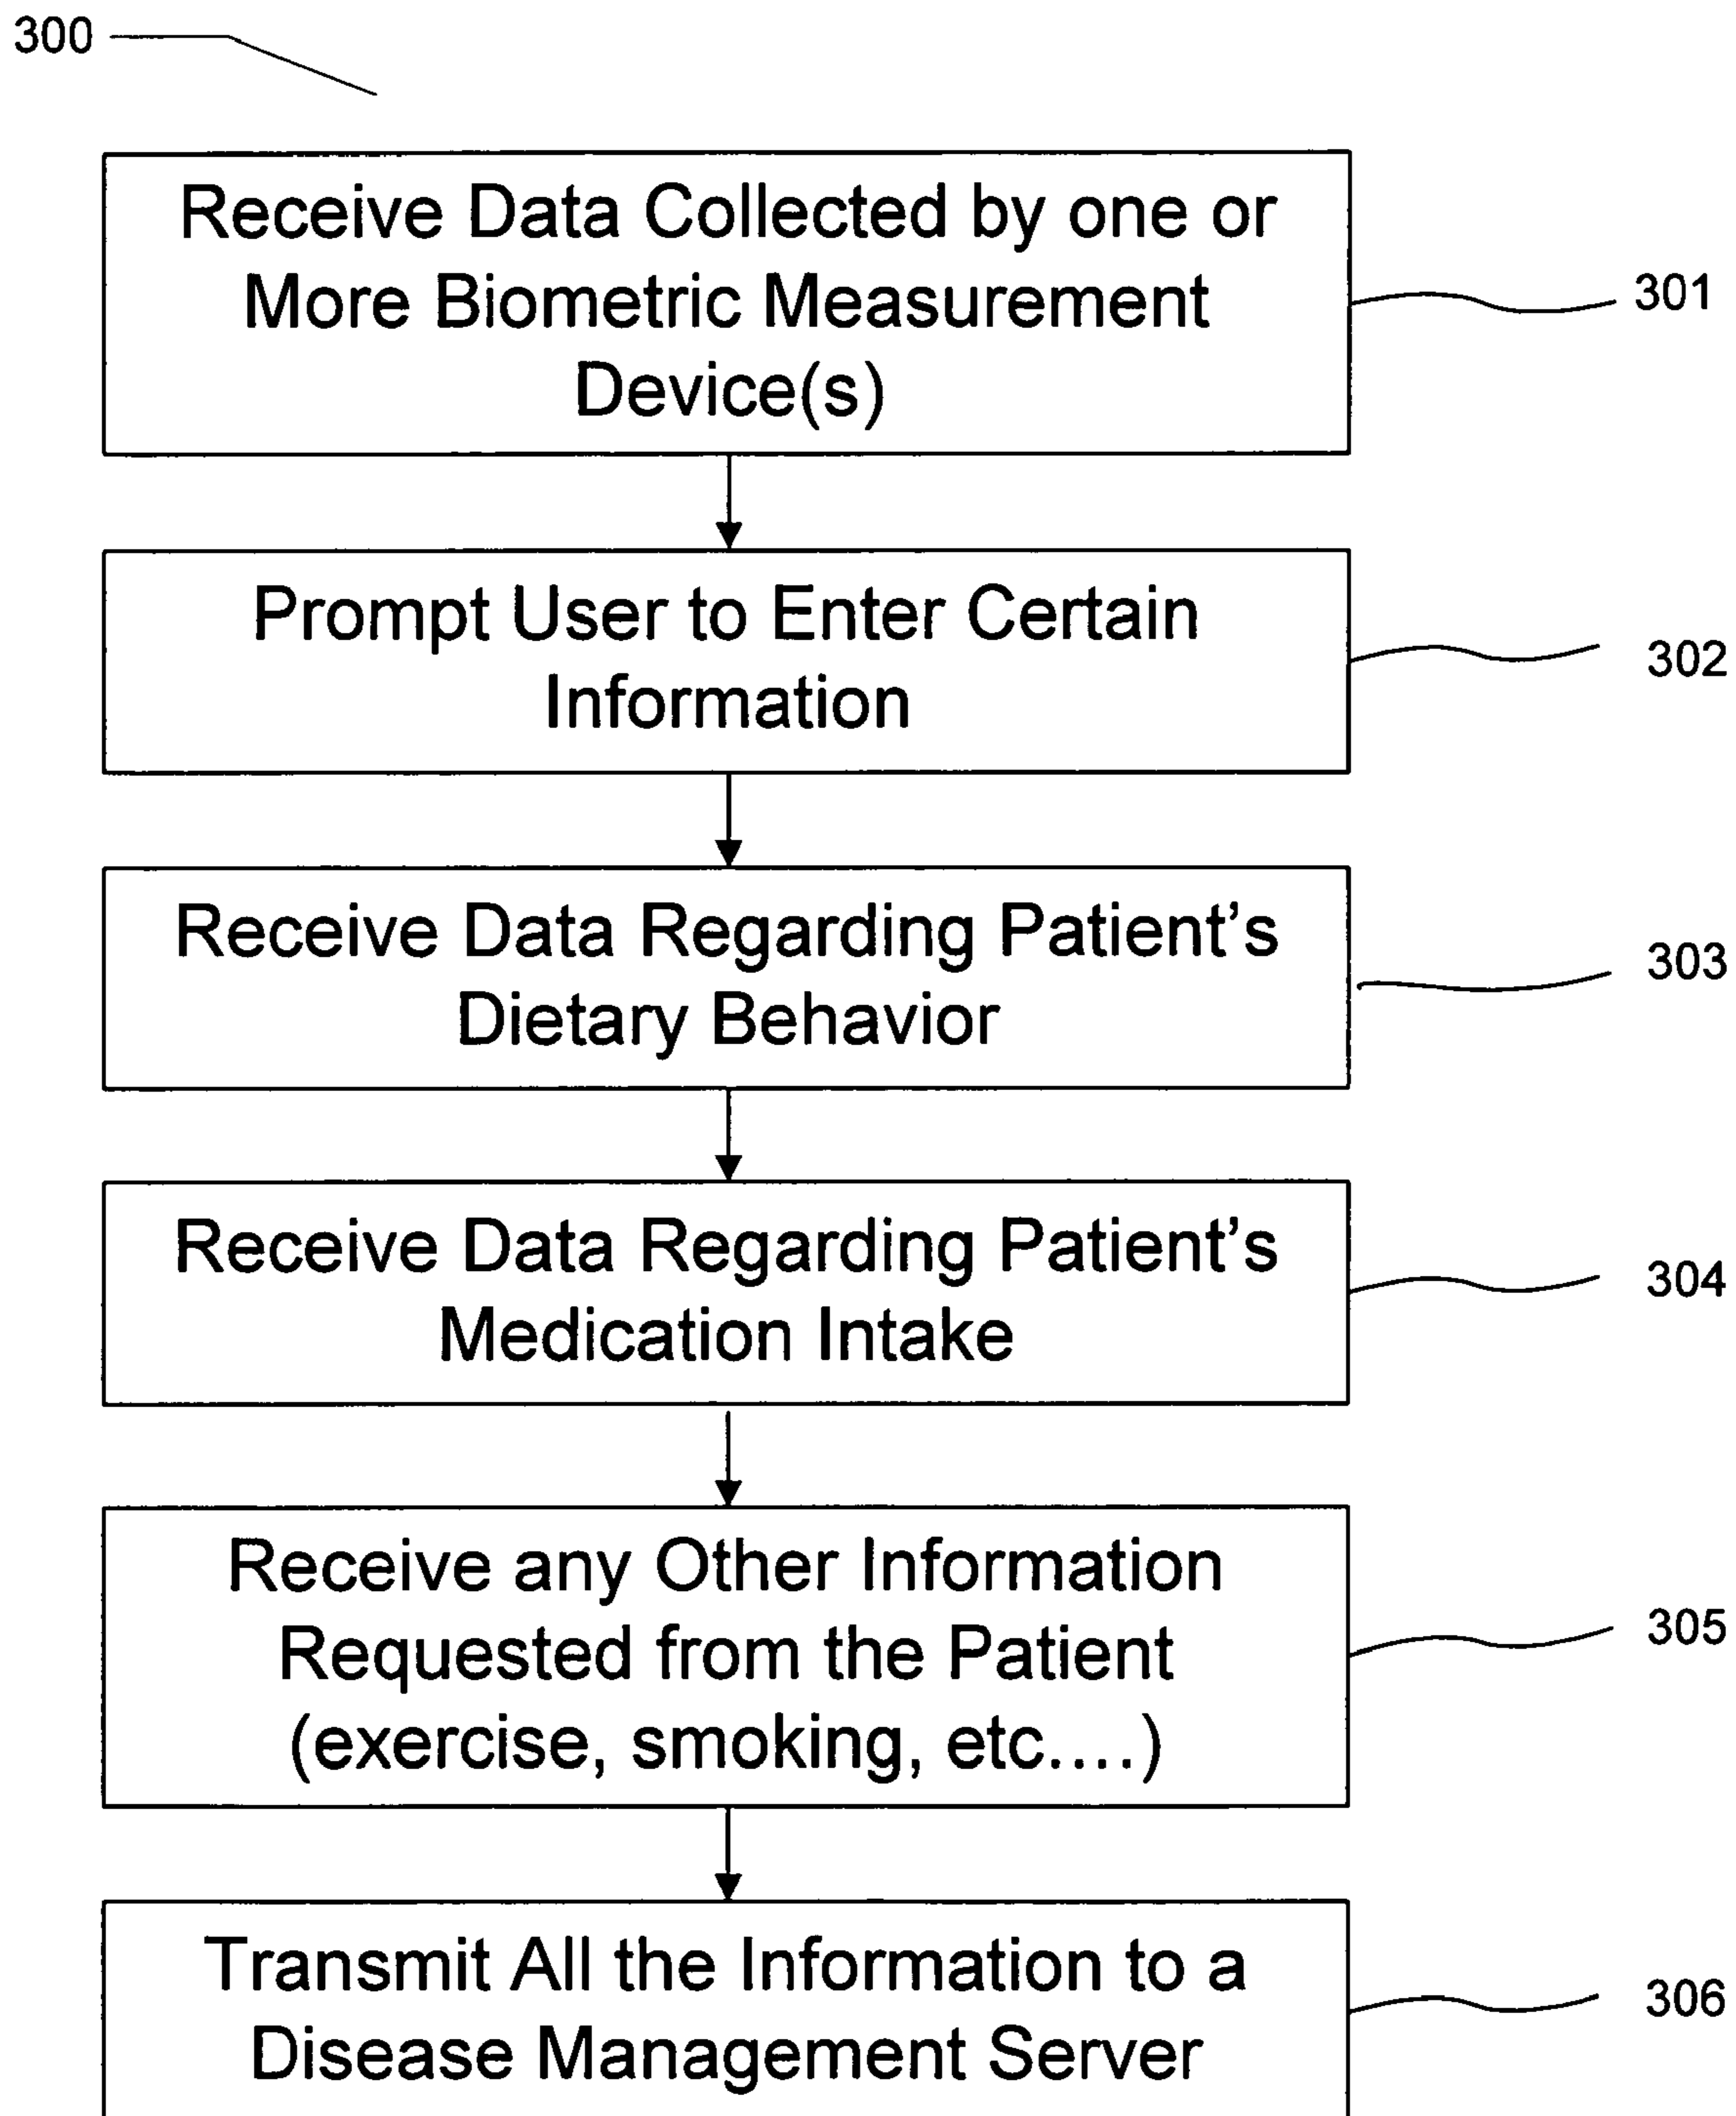 300
Receive Data Collected by one or
More Biometric Measurement
Device(s)
301
Prompt User to Enter Certain
Information
302
Receive Data Regarding Patient’s
Dietary Behavior
303
Receive Data Regarding Patient’s
Medication Intake
304
Receive any Other Information
Requested from the Patient
(exercise, smoking, etc....)
305
Transmit All the Information to a
Disease Management Server
306